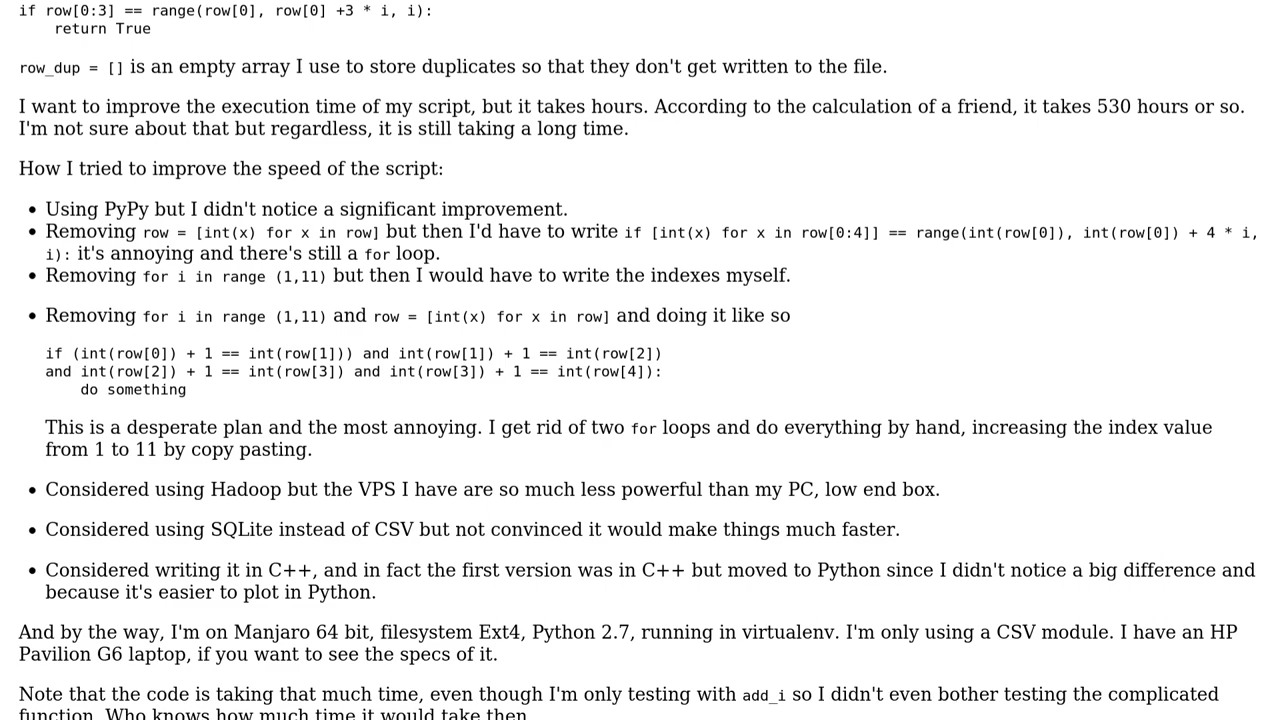 if row[0:3] == range(row[0], row[0] +3 * i, i):
    return True
row_dup = [] is an empty array I use to store duplicates so that they don't get written to the file.
I want to improve the execution time of my script, but it takes hours. According to the calculation of a friend, it takes 530 hours or so.
I'm not sure about that but regardless, it is still taking a long time.
How I tried to improve the speed of the script:
• Using PyPy but I didn't notice a significant improvement.
• Removing row = [int(x) for x in row] but then I'd have to write if [int(x) for x in row[0:4]] == range(int(row[0]), int(row[0]) + 4 * i,
i): it's annoying and there's still a for loop.
• Removing for i in range (1,11) but then I would have to write the indexes myself.
• Removing for i in range (1,11) and row = [int(x) for x in row] and doing it like so
if (int(row[0]) + 1 == int(row[1])) and int(row[1]) + 1 == int(row[2])
and int(row[2]) + 1 == int(row[3]) and int(row[3]) + 1 == int(row[4]):
    do something
This is a desperate plan and the most annoying. I get rid of two for loops and do everything by hand, increasing the index value
from 1 to 11 by copy pasting.
• Considered using Hadoop but the VPS I have are so much less powerful than my PC, low end box.
• Considered using SQLite instead of CSV but not convinced it would make things much faster.
• Considered writing it in C++, and in fact the first version was in C++ but moved to Python since I didn't notice a big difference and
because it's easier to plot in Python.
And by the way, I'm on Manjaro 64 bit, filesystem Ext4, Python 2.7, running in virtualenv. I'm only using a CSV module. I have an HP
Pavilion G6 laptop, if you want to see the specs of it.
Note that the code is taking that much time, even though I'm only testing with add_i so I didn't even bother testing the complicated
function. Who knows how much time it would take then.